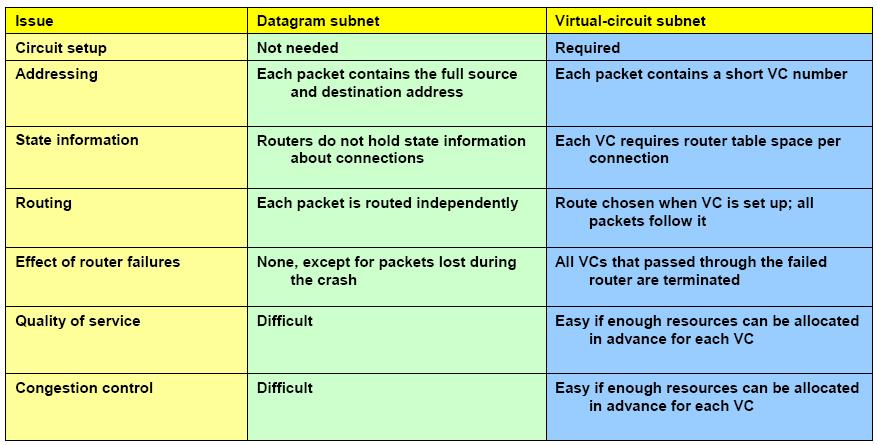 Issue Datagram subnet Virtual-circuit subnet
Circuit setup Not needed Required
Addressing Each packet contains the full source Each packet contains a short VC number
and destination address
State information Routers do not hold state information Each VC requires router table space per
about connections connection
Routing Each packet is routed independently Route chosen when VC is set up; all
packets follow it
Effect of router failures None, except for packets lost during All VCs that passed through the failed
the crash router are terminated
Quality of service Difficult Easy if enough resources can be allocated
in advance for each VC
Congestion control Difficult Easy if enough resources can be allocated
in advance for each VC